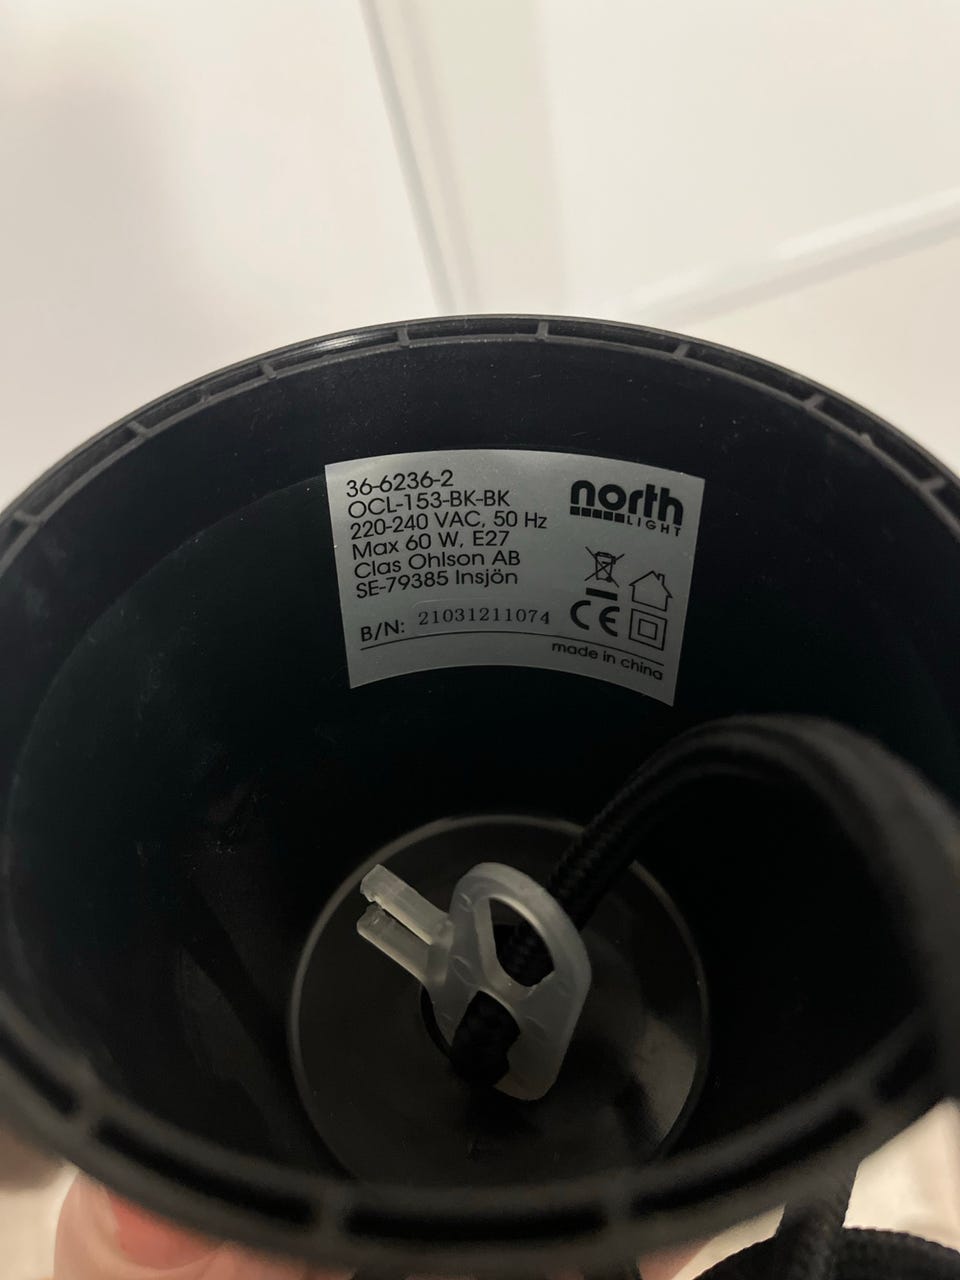 36-6236-2
OCL-153-BK-BK
220-240 VAC, 50 Hz
Max 60 W, E27
Clas Ohlson AB
SE-79385 Insjön
B/N: 21031211074
north
LIGHT
CE
made in china